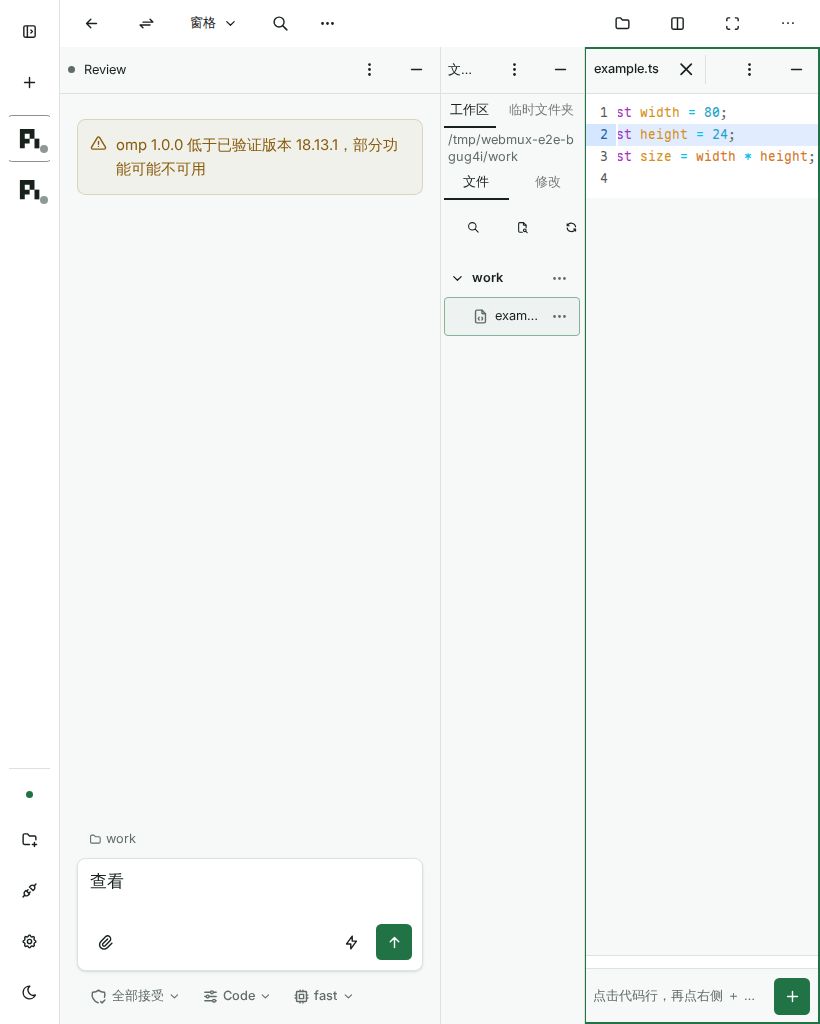 窗格
Review
omp 1.0.0 低于已验证版本 18.13.1，部分功
能可能不可用
work
查看
全部接受
Code
fast
文...
工作区
临时文件夹
/tmp/webmux-e2e-b
gug4i/work
文件
修改
work
exam...
example.ts
1 st width = 80;
2 st height = 24;
3 st size = width * height;
4
点击代码行，再点右侧 ＋ ...